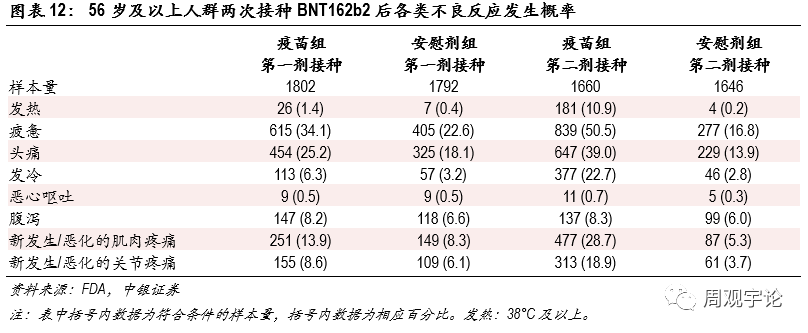 图表 12： 56 岁及以上人群两次接种 BNT162b2 后各类不良反应发生概率
疫苗组 安慰剂组 疫苗组 安慰剂组
第一剂接种 第一剂接种 第二剂接种 第二剂接种
样本量 1802 1792 1660 1646
发热 26 (1.4) 7 (0.4) 181 (10.9) 4 (0.2)
疲惫 615 (34.1) 405 (22.6) 839 (50.5) 277 (16.8)
头痛 454 (25.2) 325 (18.1) 647 (39.0) 229 (13.9)
发冷 113 (6.3) 57 (3.2) 377 (22.7) 46 (2.8)
恶心呕吐 9 (0.5) 9 (0.5) 11 (0.7) 5 (0.3)
腹泻 147 (8.2) 118 (6.6) 137 (8.3) 99 (6.0)
新发生/恶化的肌肉疼痛 251 (13.9) 149 (8.3) 477 (28.7) 87 (5.3)
新发生/恶化的关节疼痛 155 (8.6) 109 (6.1) 313 (18.9) 61 (3.7)
资料来源：FDA，中银证券
注：表中括号内数据为符合条件的样本量，括号内数据为相应百分比。发热：38°C 及以上。
周观宇论